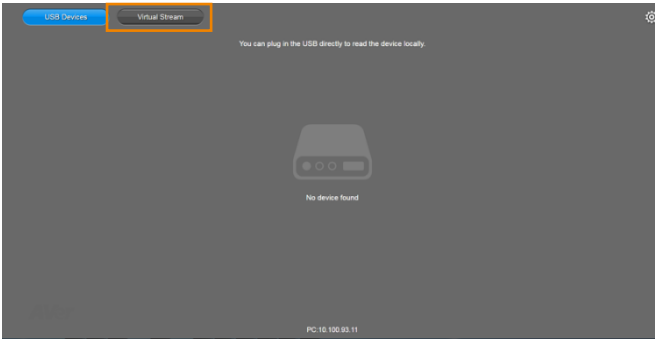 USB Devices
Virtual Stream
You can plug in the USB directly to read the device locally.
No device found
PC:10.100.93.11